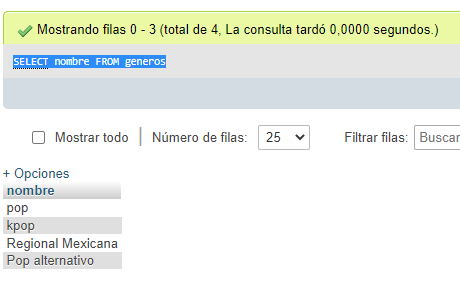 Mostrando filas 0 - 3 (total de 4, La consulta tardó 0,0000 segundos.)
SELECT nombre FROM generos
Mostrar todo | Número de filas: 25 Filtrar filas: Buscar
+ Opciones
nombre
pop
kpop
Regional Mexicana
Pop alternativo